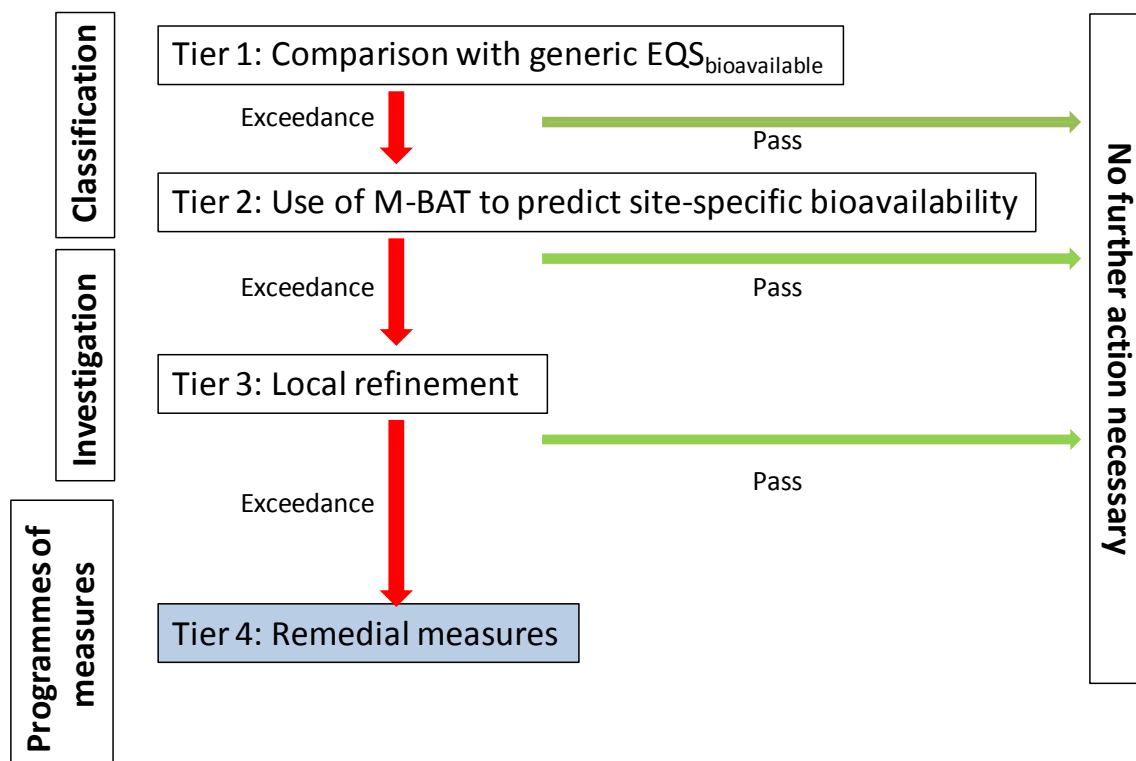 Classification
Tier 1: Comparison with generic EQSbioavailable
Exceedance
Pass
Tier 2: Use of M-BAT to predict site-specific bioavailability
Investigation
Exceedance
Pass
Tier 3: Local refinement
Exceedance
Pass
Programmes of
measures
Tier 4: Remedial measures
No further action necessary